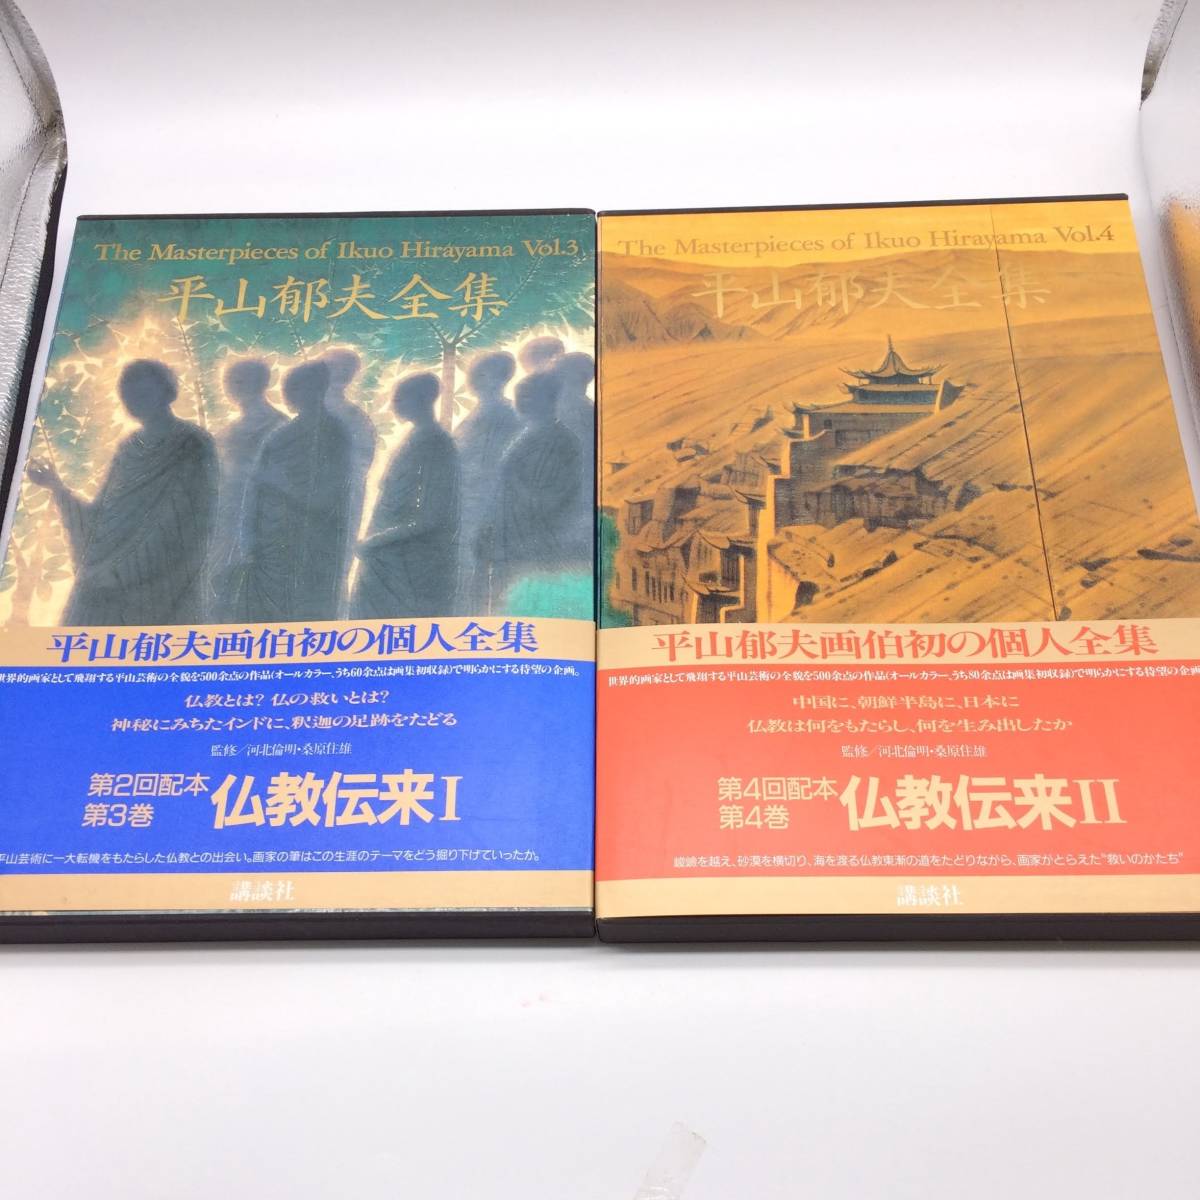 The Masterpieces of Ikuo Hirayama Vol.3
平山郁夫全集
平山郁夫画伯初の個人全集
世界的画家として飛翔する平山芸術の全貌を500余点の作品(オールカラー、うち60余点は画集初収録)で明らかにする待望の企画。
仏教とは?仏の救いとは?
神秘にみちたインドに、釈迦の足跡をたどる
監修/河北倫明・桑原住雄
第2回配本
第3巻
仏教伝来I
平山芸術に一大転機をもたらした仏教との出会い。画家の筆はこの生涯のテーマをどう掘り下げていったか。
講談社
The Masterpieces of Ikuo Hirayama Vol.4
平山郁夫全集
平山郁夫画伯初の個人全集
世界的画家として飛翔する平山芸術の全貌を500余点の作品(オールカラー、うち80余点は画集初収録)で明らかにする待望の企画
中国に、朝鮮半島に、日本に
仏教は何をもたらし、何を生み出したか
監修/河北倫明・桑原住雄
第4回配本
第4巻
仏教伝来II
峻嶮を越え、砂漠を横切り、海を渡る仏教東漸の道をたどりながら、画家がとらえた"救いのかたち"
講談社